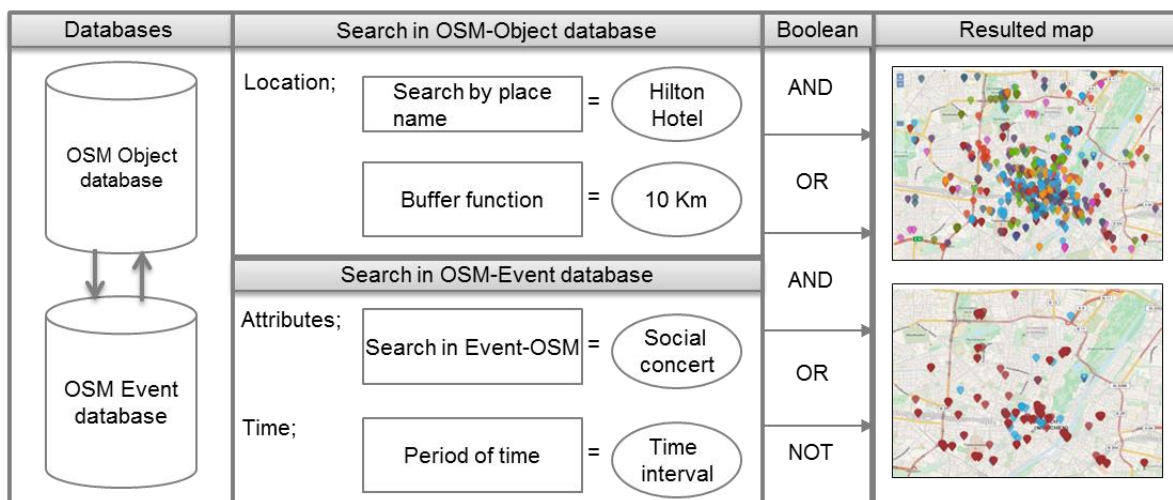 Databases
Search in OSM-Object database
Boolean
Resulted map
OSM Object
database
OSM Event
database
Location;
Search by place
name
=
Hilton
Hotel
Buffer function
=
10 Km
Search in OSM-Event database
Attributes;
Search in Event-OSM
=
Social
concert
Time;
Period of time
=
Time
interval
AND
OR
AND
OR
NOT